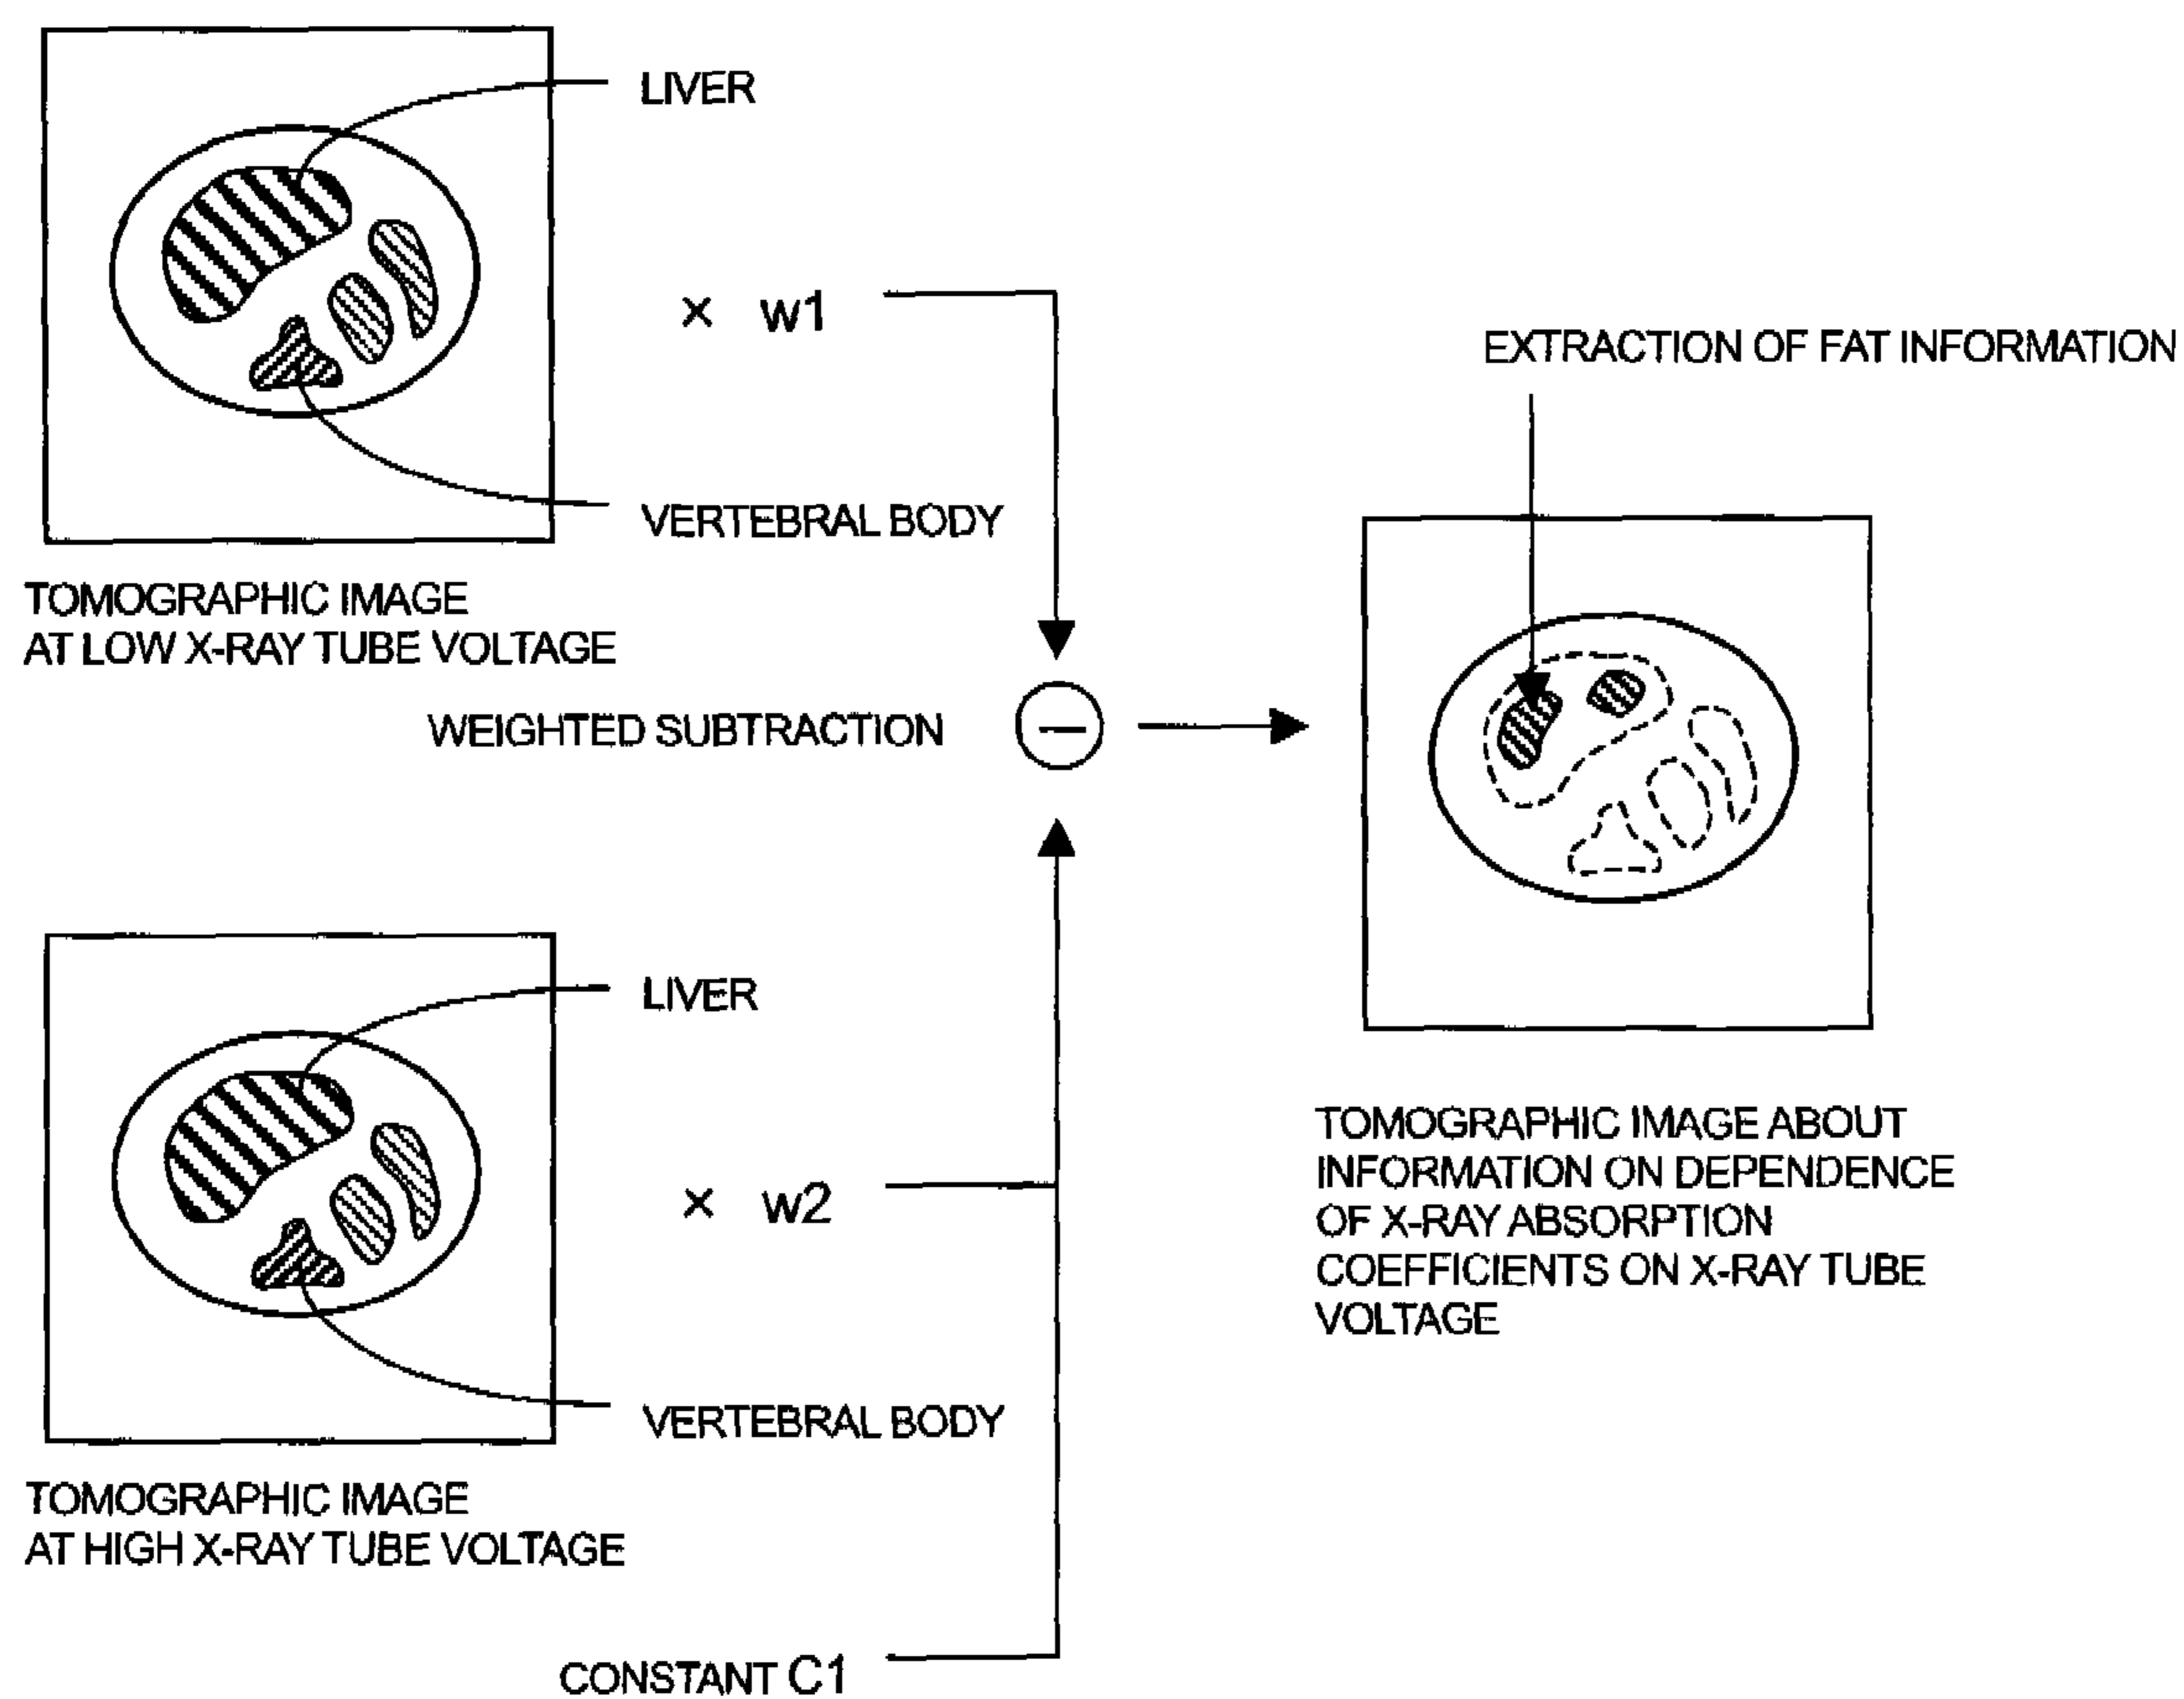 LIVER
× w1
VERTEBRAL BODY
TOMOGRAPHIC IMAGE
AT LOW X-RAY TUBE VOLTAGE
EXTRACTION OF FAT INFORMATION
WEIGHTED SUBTRACTION
−
LIVER
× w2
VERTEBRAL BODY
TOMOGRAPHIC IMAGE
AT HIGH X-RAY TUBE VOLTAGE
CONSTANT C1
TOMOGRAPHIC IMAGE ABOUT
INFORMATION ON DEPENDENCE
OF X-RAY ABSORPTION
COEFFICIENTS ON X-RAY TUBE
VOLTAGE